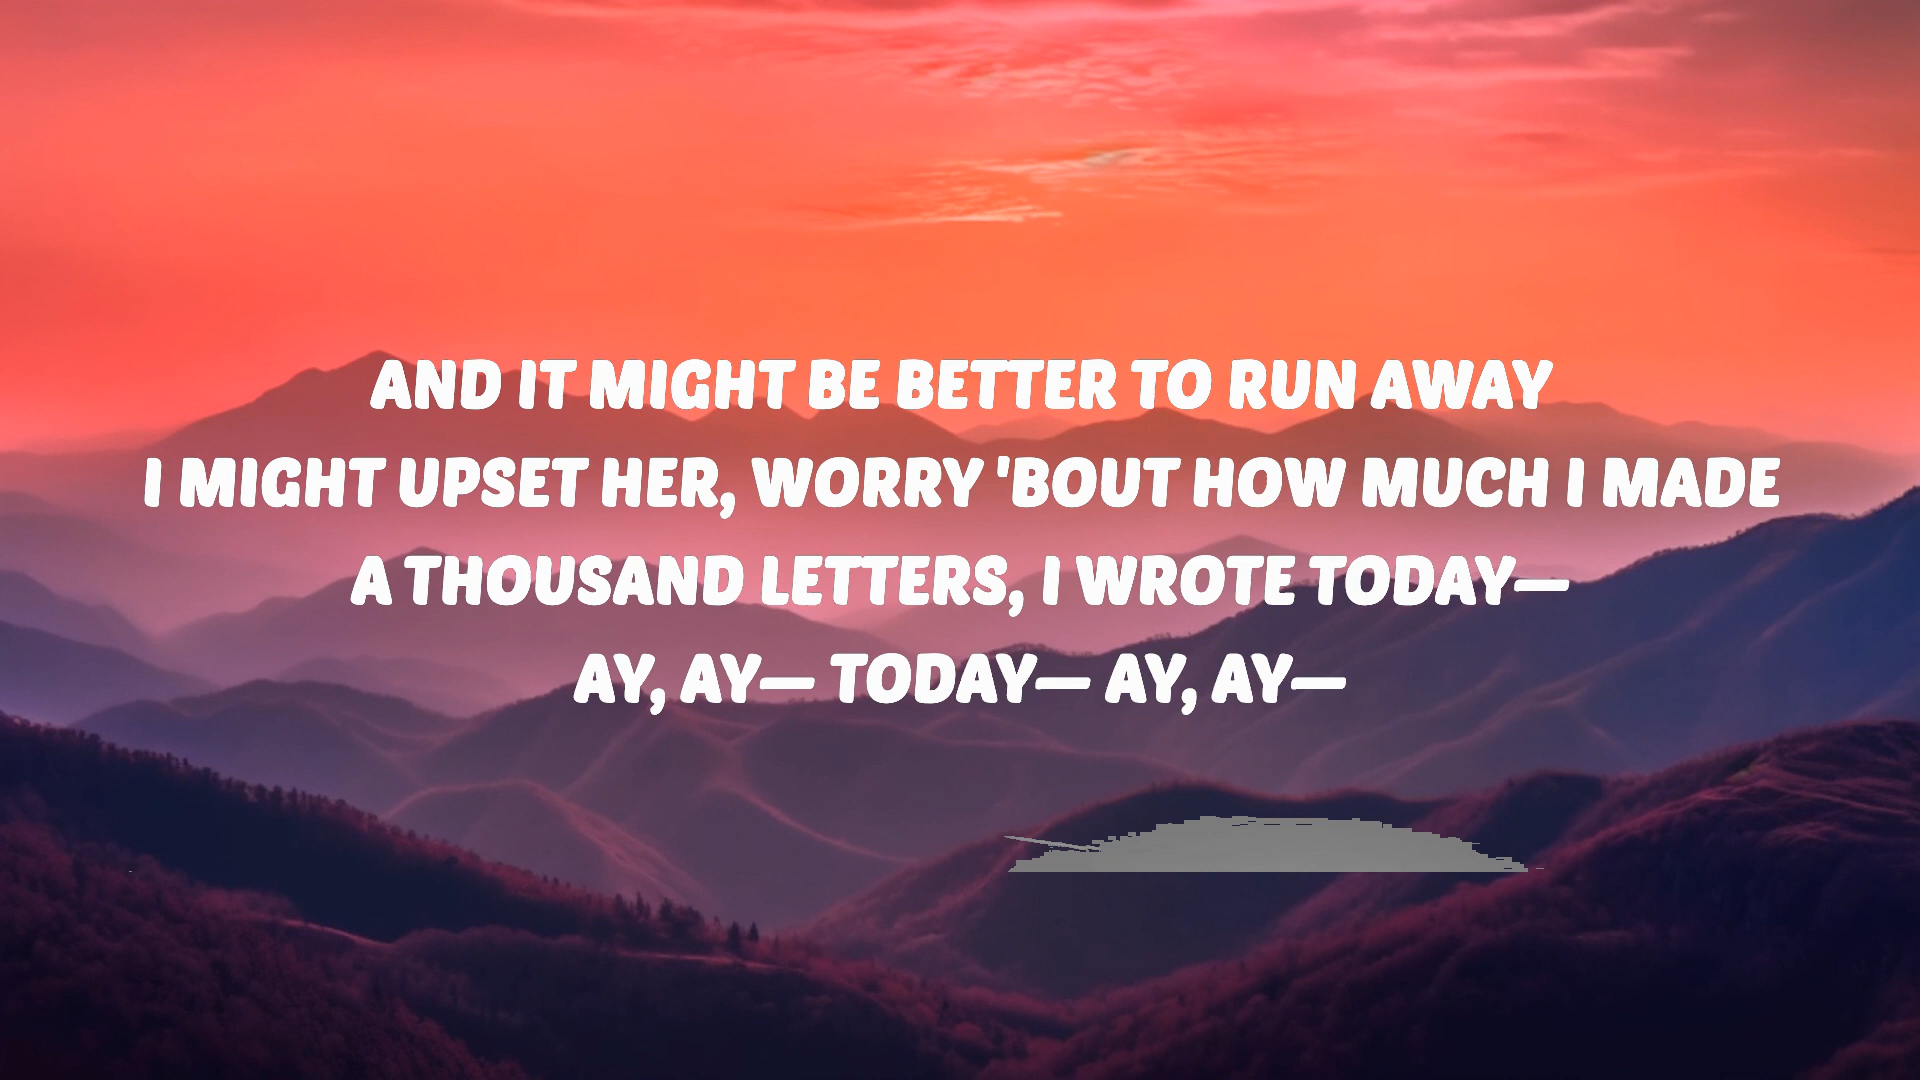 AND IT MIGHT BE BETTER TO RUN AWAY
I MIGHT UPSET HER, WORRY 'BOUT HOW MUCH I MADE
A THOUSAND LETTERS, I WROTE TODAY—
AY, AY— TODAY— AY, AY—